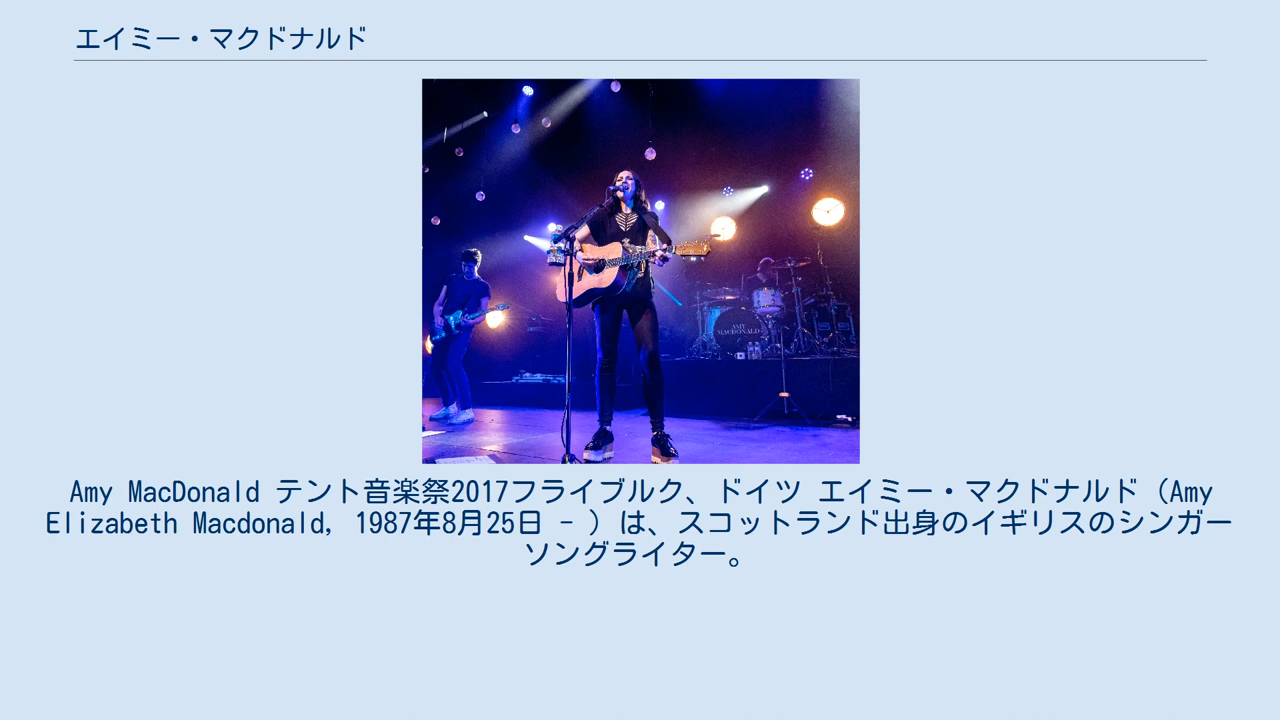 エイミー・マクドナルド
AMY
MACDONALD
Amy MacDonald テント音楽祭2017フライブルク、ドイツ エイミー・マクドナルド（Amy
Elizabeth Macdonald, 1987年8月25日 - ）は、スコットランド出身のイギリスのシンガー
ソングライター。